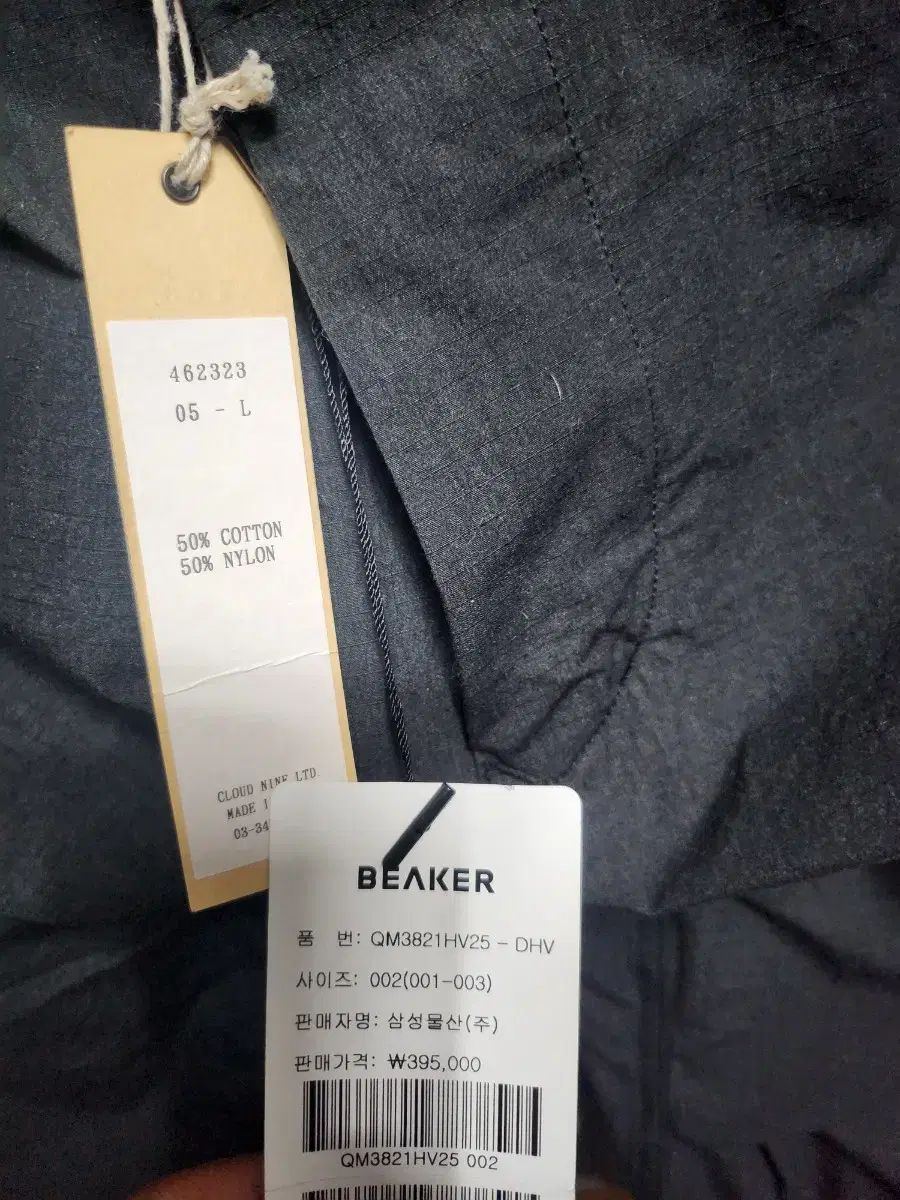 462323
05 - L
50% COTTON
50% NYLON
CLOUD NINE LTD.
MADE
03-34
BEAKER
품 번: QM3821HV25 - DHV
사이즈: 002(001-003)
판매자명: 삼성물산(주)
판매가격: ₩395,000
QM3821HV25 002